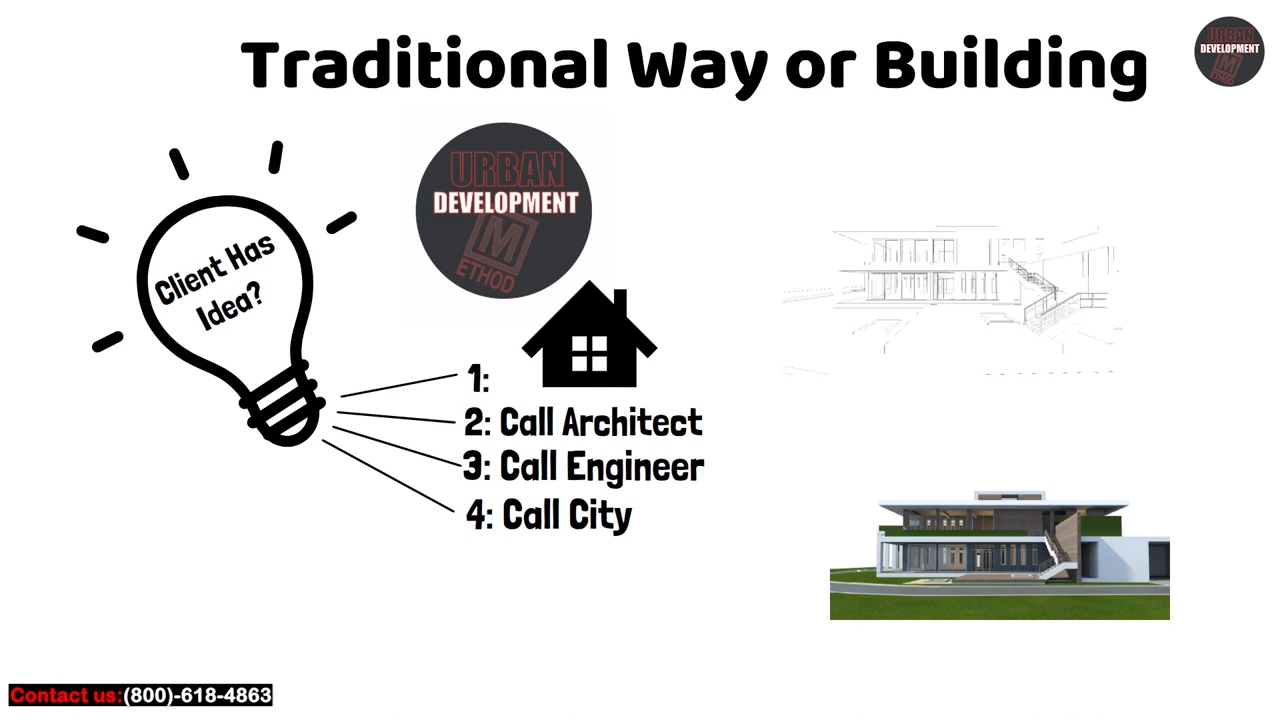 Traditional Way or Building
URBAN
DEVELOPMENT
M
ETHOD
URBAN
DEVELOPMENT
M
ETHOD
Client Has
Idea?
1:
2: Call Architect
3: Call Engineer
4: Call City
Contact us:(800)-618-4863